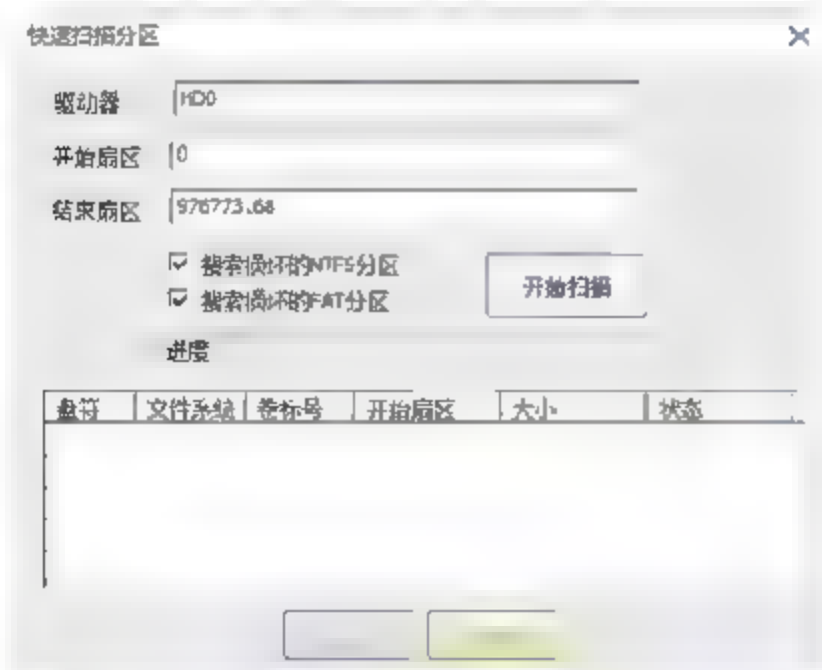 快速扫描分区
驱动器 HD0
开始扇区 0
结束扇区
搜索损坏的NTFS分区
搜索损坏的FAT分区
开始扫描
进度
盘符 文件系统 卷标号 开始扇区 大小 状态